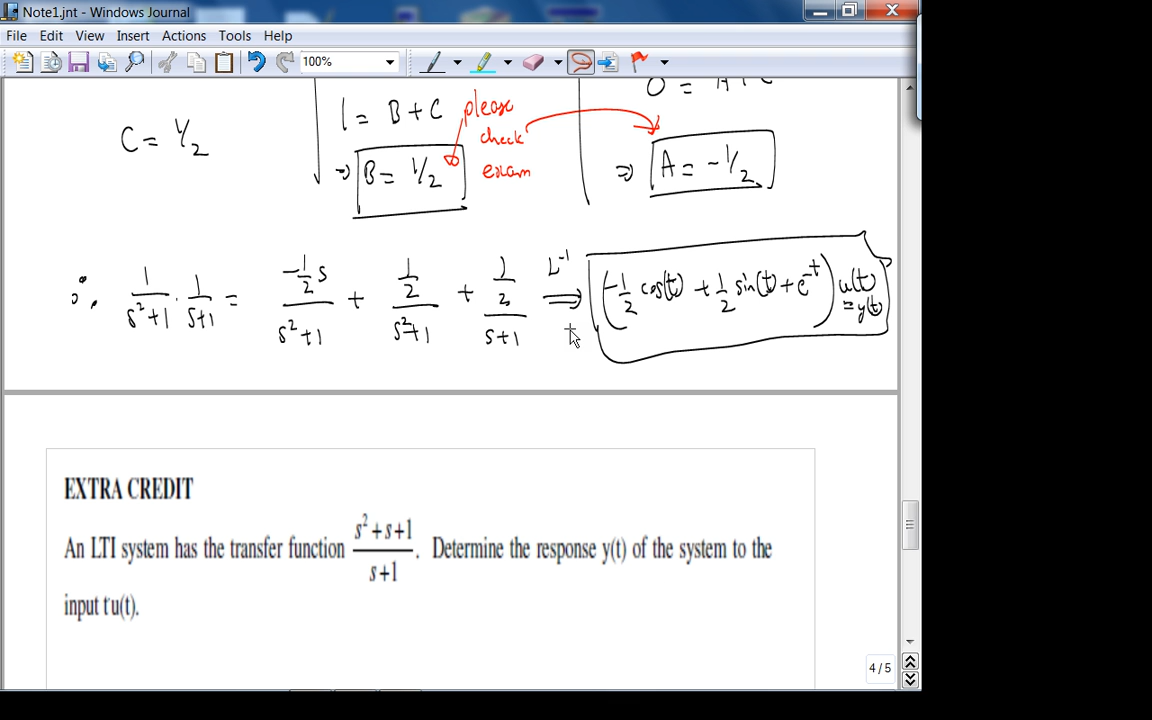 Note1.jnt - Windows Journal
File Edit View Insert Actions Tools Help
100%
0 = A + C
1 = B + C
please
check
exam
C = 1/2
⇒ B = 1/2
⇒ A = -1/2
∴ 1/(s²+1) · 1/(s+1) = (-1/2 s)/(s²+1) + (1/2)/(s²+1) + (1/2)/(s+1) L⁻¹ ⇒ (-1/2 cos(t) + 1/2 sin(t) + e^-t) u(t)
= y(t)
EXTRA CREDIT
An LTI system has the transfer function (s²+s+1)/(s+1). Determine the response y(t) of the system to the
input t·u(t).
4 / 5